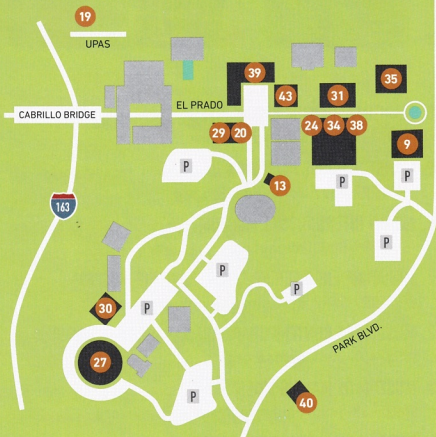 19
UPAS
39
35
43
31
EL PRADO
CABRILLO BRIDGE
29 20
24 34 38
9
P
P
P
13
163
P
P
P
30
P
27
PARK BLVD.
P
40